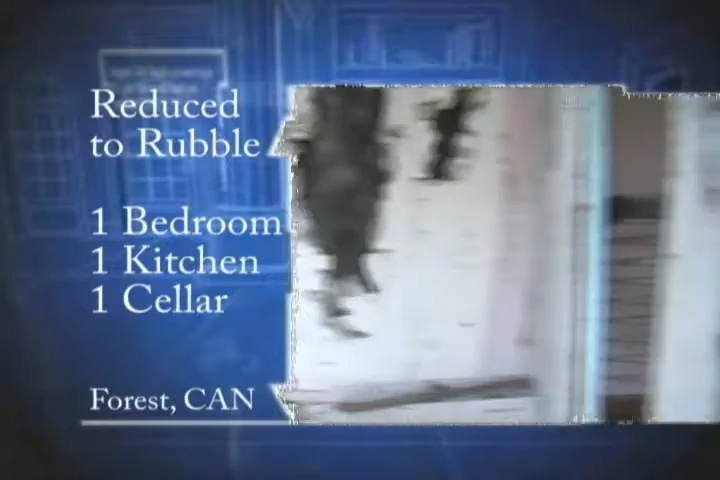 Reduced
to Rubble
1 Bedroom
1 Kitchen
1 Cellar
Forest, CAN